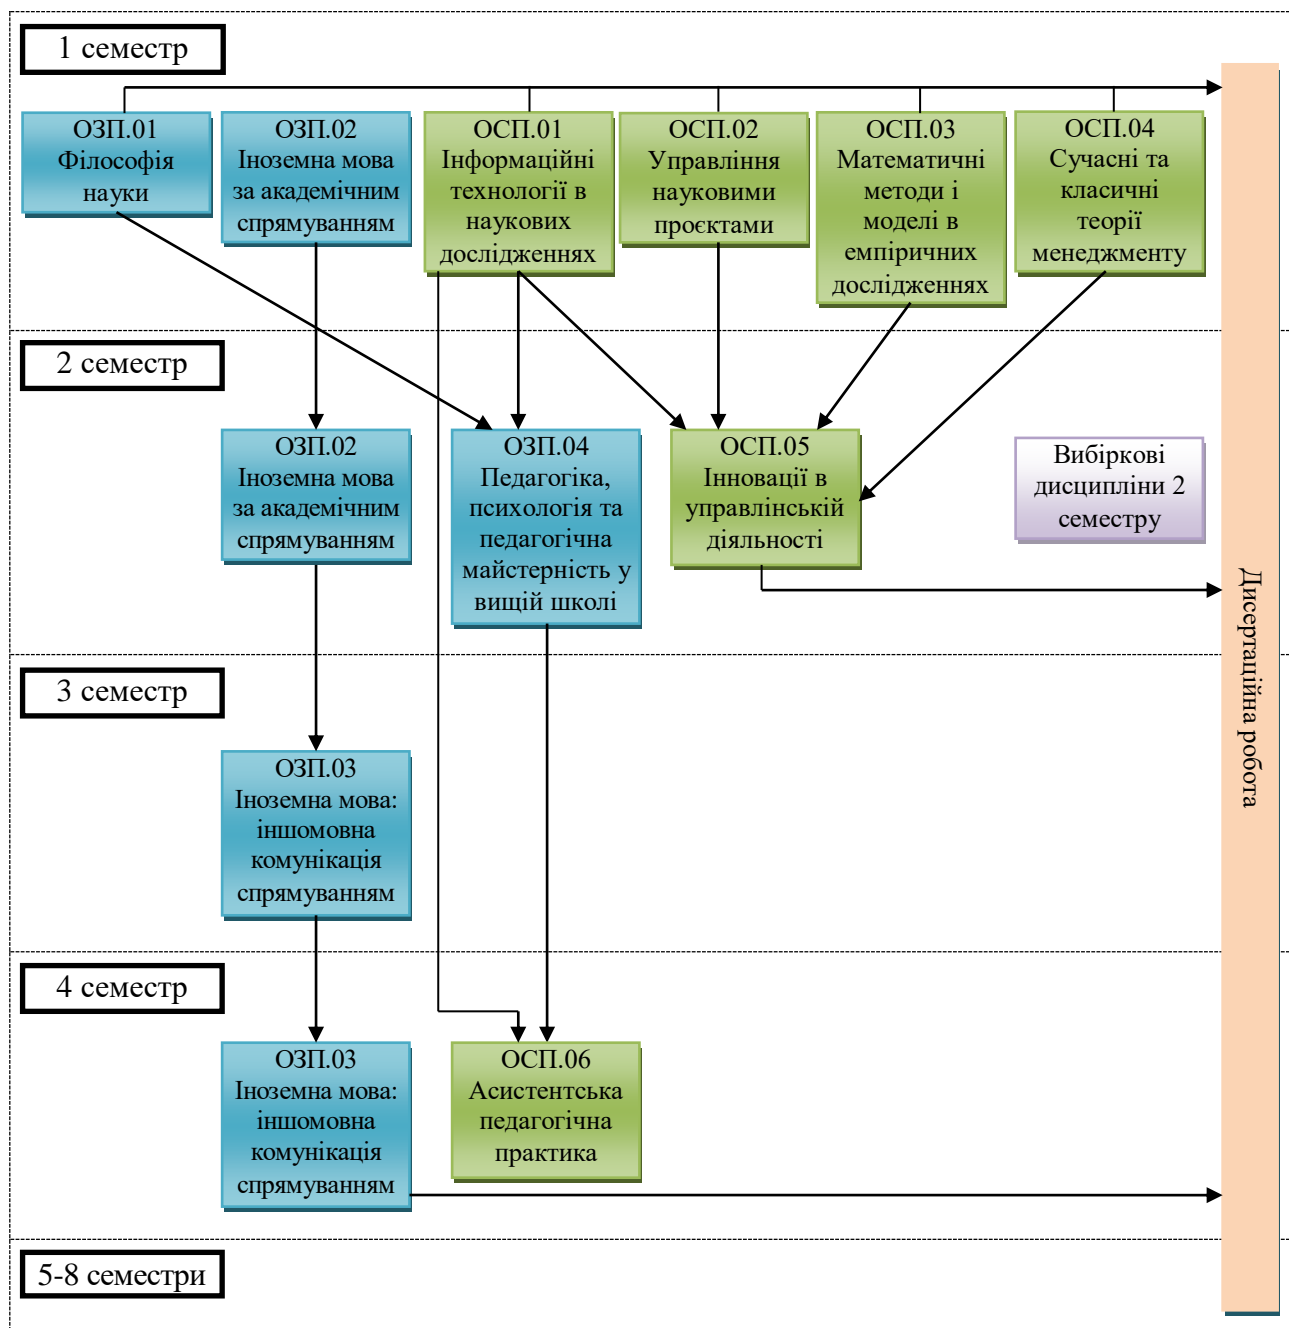 1 семестр
ОЗП.01
Філософія
науки
ОЗП.02
Іноземна мова
за академічним
спрямуванням
ОСП.01
Інформаційні
технології в
наукових
дослідженнях
ОСП.02
Управління
науковими
проєктами
ОСП.03
Математичні
методи і
моделі в
емпіричних
дослідженнях
ОСП.04
Сучасні та
класичні
теорії
менеджменту
2 семестр
ОЗП.02
Іноземна мова
за академічним
спрямуванням
ОЗП.04
Педагогіка,
психологія та
педагогічна
майстерність у
вищій школі
ОСП.05
Інновації в
управлінській
діяльності
Вибіркові
дисципліни 2
семестру
Дисертаційна робота
3 семестр
ОЗП.03
Іноземна мова:
іншомовна
комунікація
спрямуванням
4 семестр
ОЗП.03
Іноземна мова:
іншомовна
комунікація
спрямуванням
ОСП.06
Асистентська
педагогічна
практика
5-8 семестри